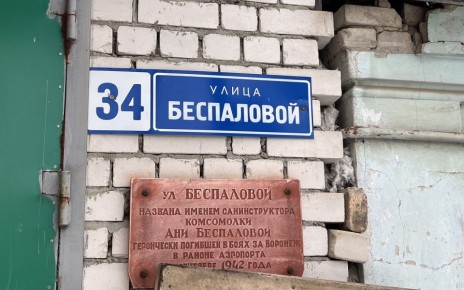 34
УЛИЦА
БЕСПАЛОВОЙ
УЛ БЕСПАЛОВОЙ
НАЗВАНА ИМЕНЕМ САНИНСТРУКТОРА
КОМСОМОЛКИ
АНИ БЕСПАЛОВОЙ
ГЕРОИЧЕСКИ ПОГИБШЕЙ В БОЯХ ЗА ВОРОНЕЖ
В РАЙОНЕ АЭРОПОРТА
1942 ГОДА